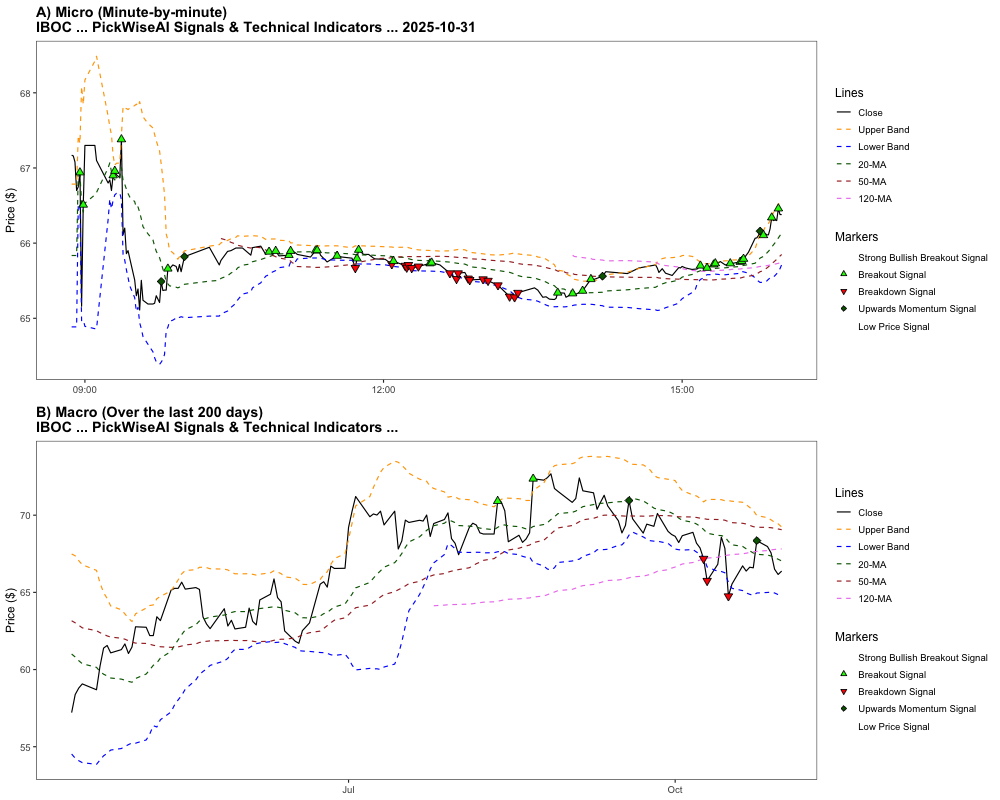 A) Micro (Minute-by-minute)
IBOC ... PickWiseAI Signals & Technical Indicators ... 2025-10-31
Price ($)
68
67
66
65
09:00
12:00
15:00
Lines
Close
Upper Band
Lower Band
20-MA
50-MA
120-MA
Markers
Strong Bullish Breakout Signal
Breakout Signal
Breakdown Signal
Upwards Momentum Signal
Low Price Signal
B) Macro (Over the last 200 days)
IBOC ... PickWiseAI Signals & Technical Indicators ...
Price ($)
70
65
60
55
Jul
Oct
Lines
Close
Upper Band
Lower Band
20-MA
50-MA
120-MA
Markers
Strong Bullish Breakout Signal
Breakout Signal
Breakdown Signal
Upwards Momentum Signal
Low Price Signal